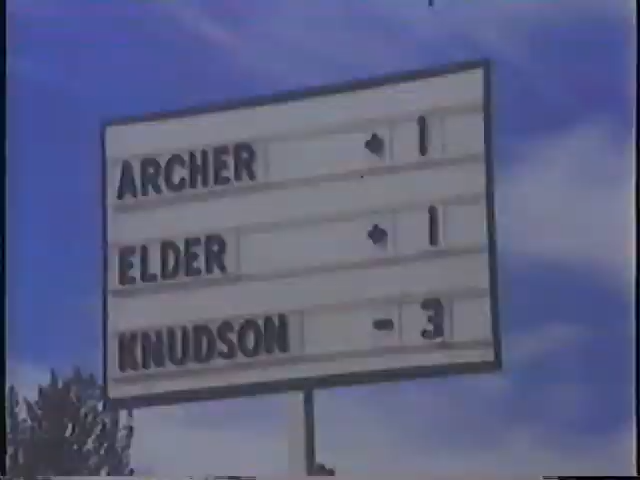 ARCHER + 1
ELDER + 1
KNUDSON - 3